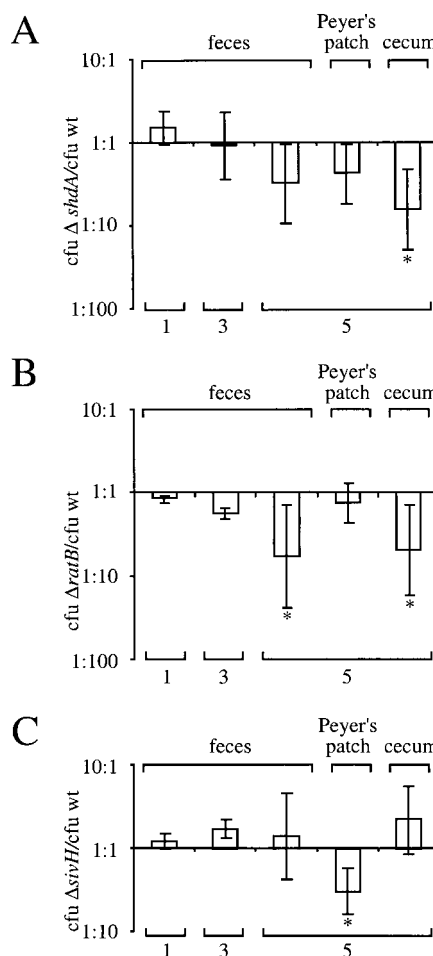 A
feces
Peyer's
patch
cecum
10:1
1:1
1:10
1:100
cfu Δ shdA/cfu wt
*
1 3 5
B
feces
Peyer's
patch
cecum
10:1
1:1
1:10
1:100
cfu ΔratB/cfu wt
* *
1 3 5
C
feces
Peyer's
patch
cecum
10:1
1:1
1:10
cfu ΔsivH/cfu wt
*
1 3 5